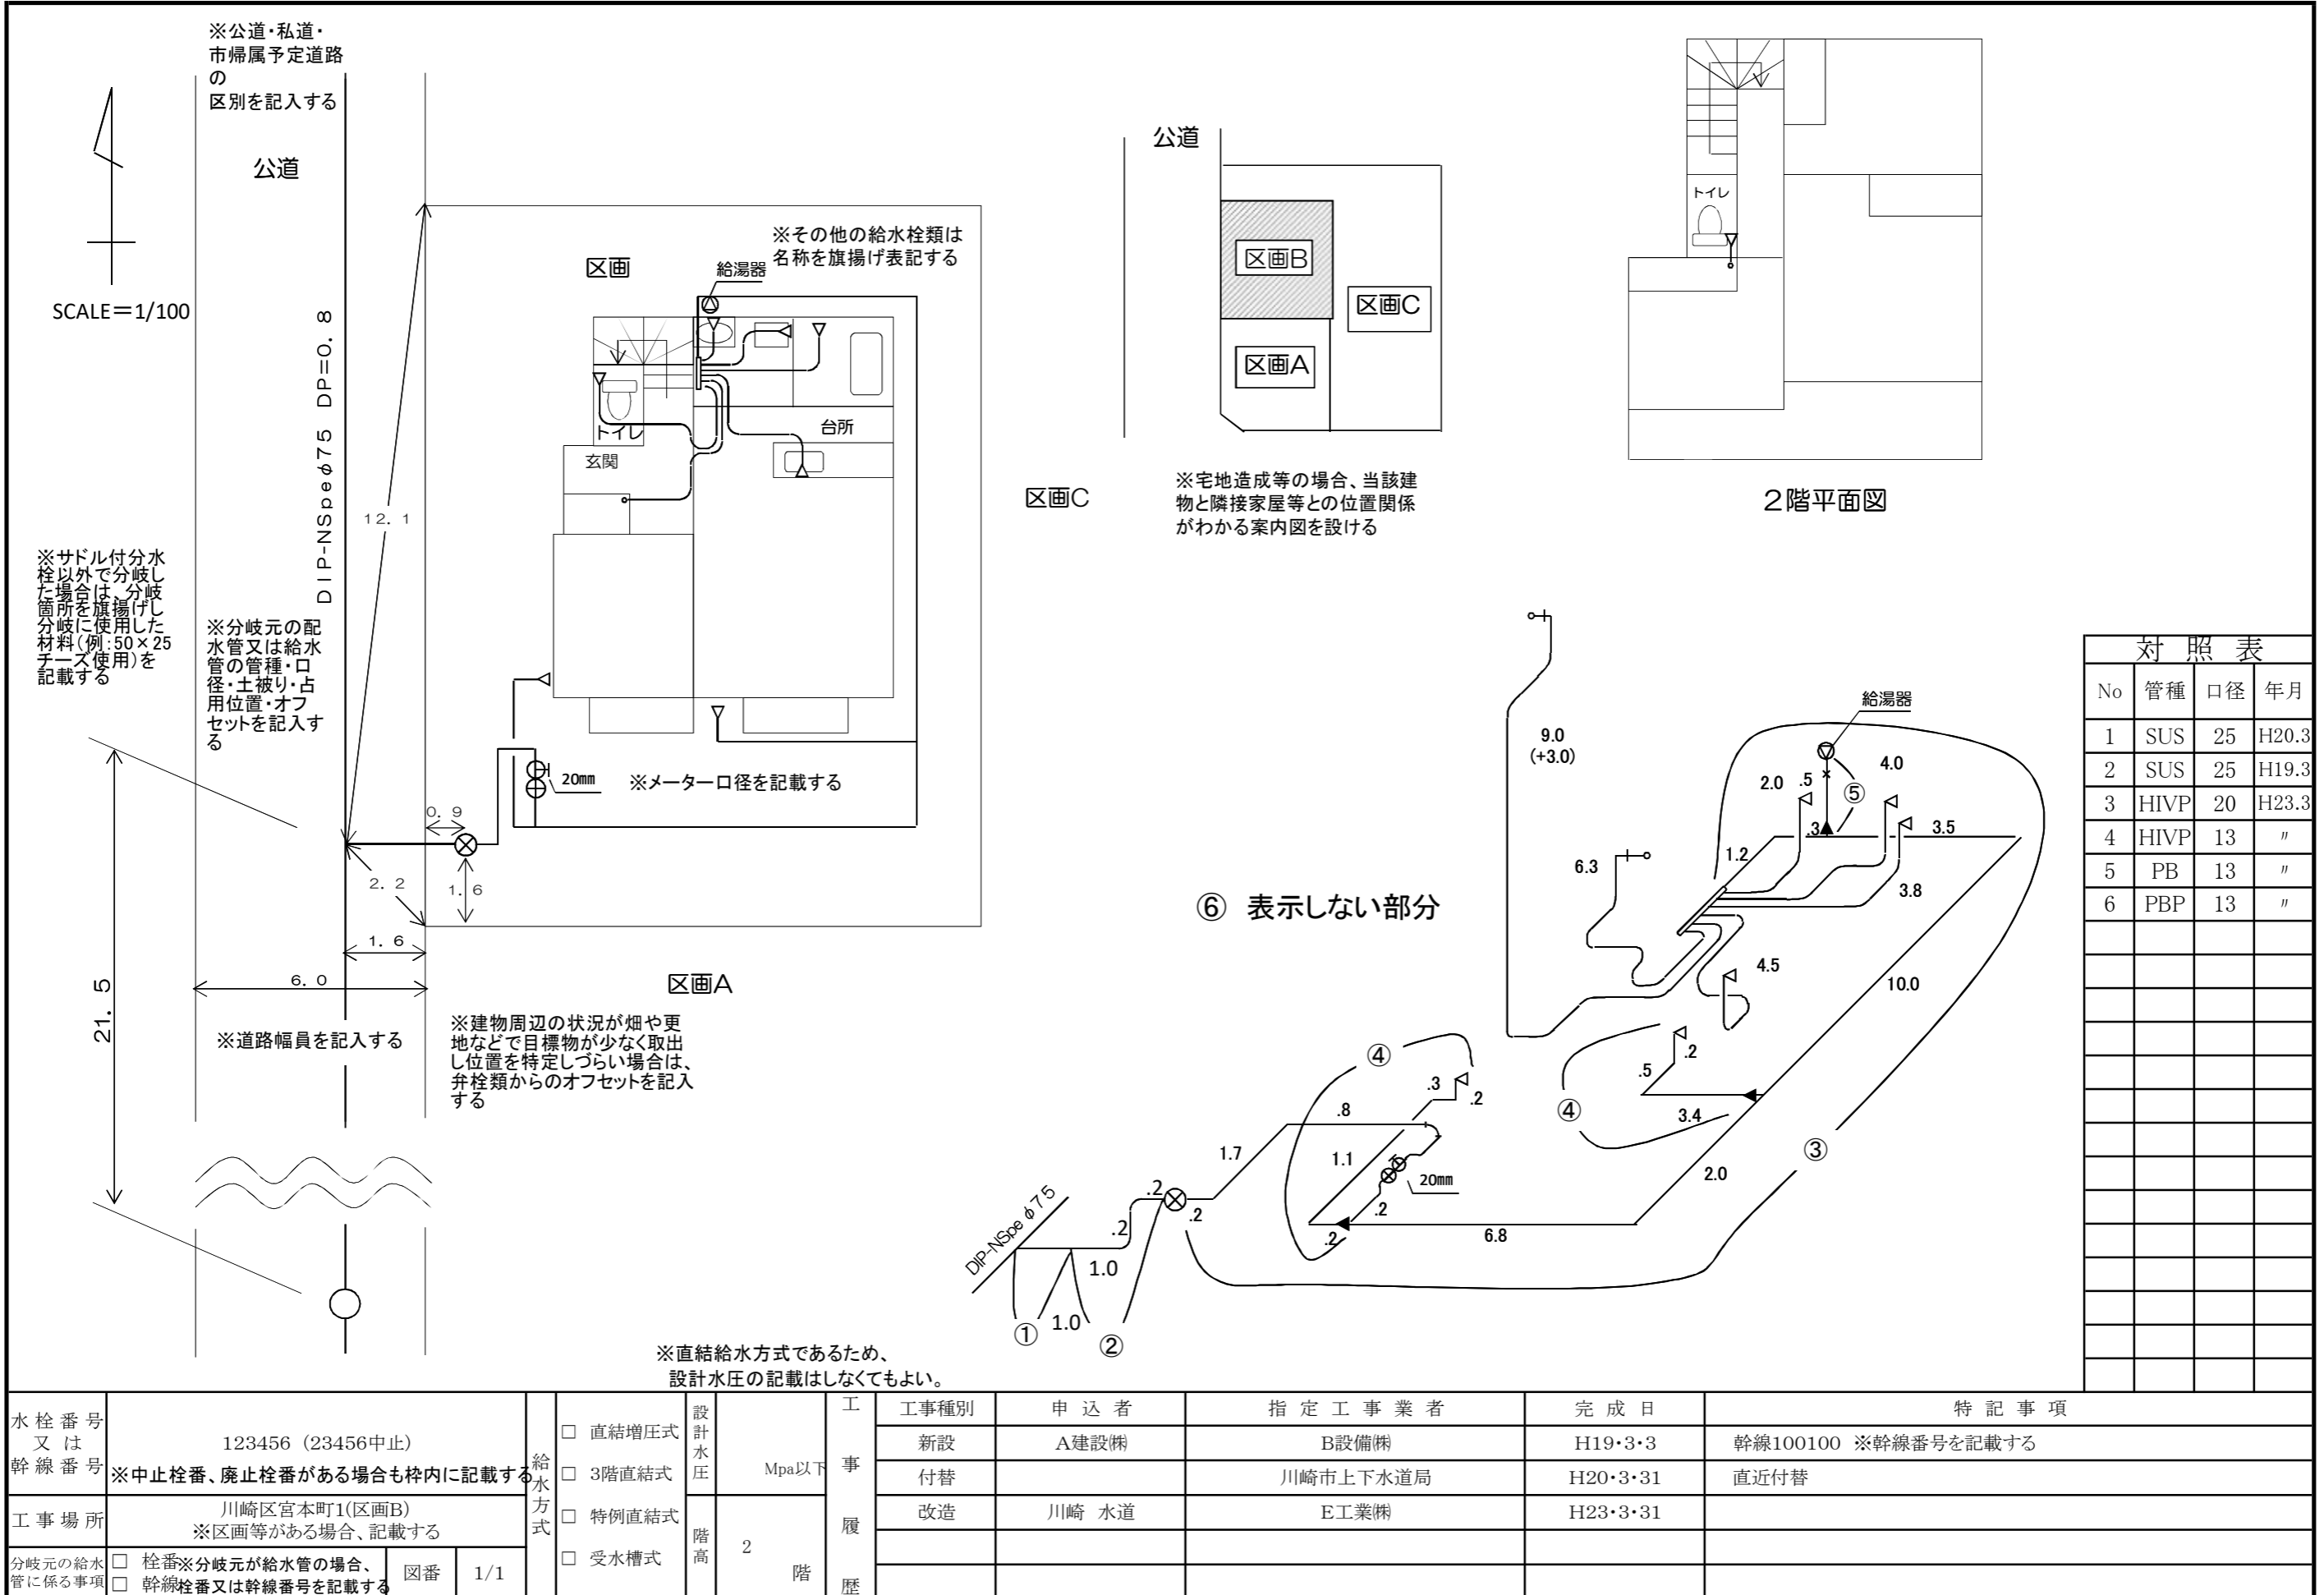 ※公道・私道・
市帰属予定道路
の
区別を記入する
公道
SCALE＝1/100
DIP-NSpeφ75 DP=0.8
12.1
※サドル付分水
栓以外で分岐し
た場合は、分岐
箇所を旗揚げし
分岐に使用した
材料（例:50×25
チーズ使用）を
記載する
※分岐元の配
水管又は給水
管の管種・口
径・土被り・占
用位置・オフ
セットを記入す
る
区画
給湯器
※その他の給水栓類は
名称を旗揚げ表記する
トイレ
台所
玄関
20mm
※メーター口径を記載する
0.9
2.2
1.6
1.6
6.0
21.5
※道路幅員を記入する
区画A
※建物周辺の状況が畑や更
地などで目標物が少なく取出
し位置を特定しづらい場合は、
弁栓類からのオフセットを記入
する
区画C
公道
区画B
区画C
区画A
※宅地造成等の場合、当該建
物と隣接家屋等との位置関係
がわかる案内図を設ける
トイレ
2階平面図
⑥ 表示しない部分
9.0
(+3.0)
給湯器
2.0
.5
4.0
⑤
.3
3.5
1.2
6.3
3.8
4.5
10.0
④
.3
.2
.8
.5
.2
④
3.4
③
1.7
1.1
20mm
2.0
.2
.2
.2
.2
.2
6.8
DIP-NSpeφ75
1.0
①
1.0
②
※直結給水方式であるため、
設計水圧の記載はしなくてもよい。
対照表
No 管種 口径 年月
1 SUS 25 H20.3
2 SUS 25 H19.3
3 HIVP 20 H23.3
4 HIVP 13 〃
5 PB 13 〃
6 PBP 13 〃
水栓番号
又は
幹線番号
123456（23456中止）
※中止栓番、廃止栓番がある場合も枠内に記載する
工事場所
川崎区宮本町1(区画B)
※区画等がある場合、記載する
分岐元の給水
管に係る事項
□ 栓番
□ 幹線
※分岐元が給水管の場合、
栓番又は幹線番号を記載する
図番 1/1
給水方式
□ 直結増圧式
□ 3階直結式
□ 特例直結式
□ 受水槽式
設計水圧
Mpa以下
階高
2
階
工事履歴
工事種別 申込者 指定工事業者 完成日 特記事項
新設 A建設㈱ B設備㈱ H19・3・3 幹線100100 ※幹線番号を記載する
付替 川崎市上下水道局 H20・3・31 直近付替
改造 川崎 水道 E工業㈱ H23・3・31